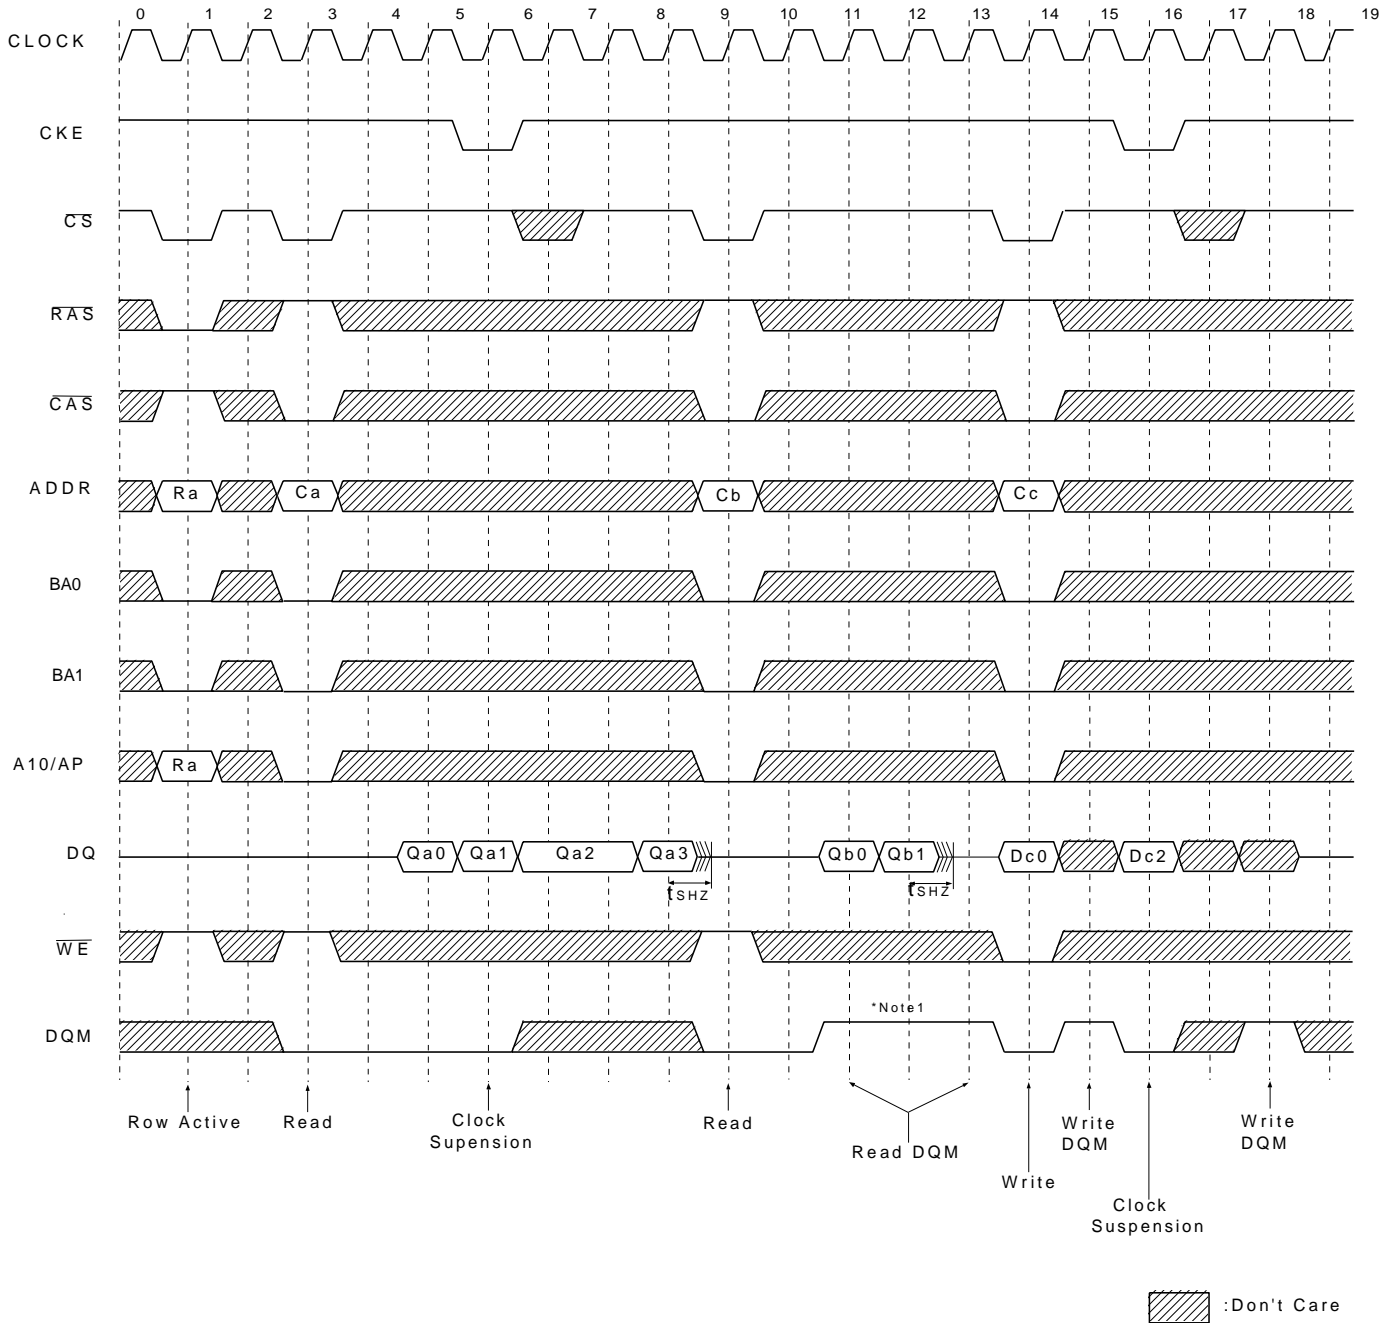 0 1 2 3 4 5 6 7 8 9 10 11 12 13 14 15 16 17 18 19
CLOCK
CKE
CS
RAS
CAS
ADDR Ra Ca Cb Cc
BA0
BA1
A10/AP Ra
DQ Qa0 Qa1 Qa2 Qa3 Qb0 Qb1 Dc0 Dc2
tSHZ tSHZ
WE
*Note1
DQM
Row Active Read Clock Supension Read Read DQM Write Write DQM Clock Suspension Write DQM
:Don't Care